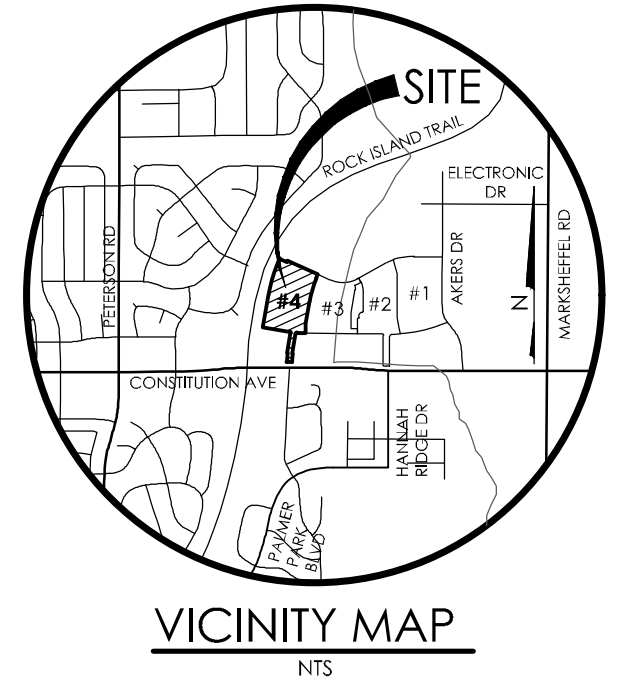 SITE
ROCK ISLAND TRAIL
ELECTRONIC
DR
PETERSON RD
AKERS DR
MARKSHEFFEL RD
#4
#3
#2
#1
N
CONSTITUTION AVE
HANNAH
RIDGE DR
PALMER
PARK
BLVD
VICINITY MAP
NTS